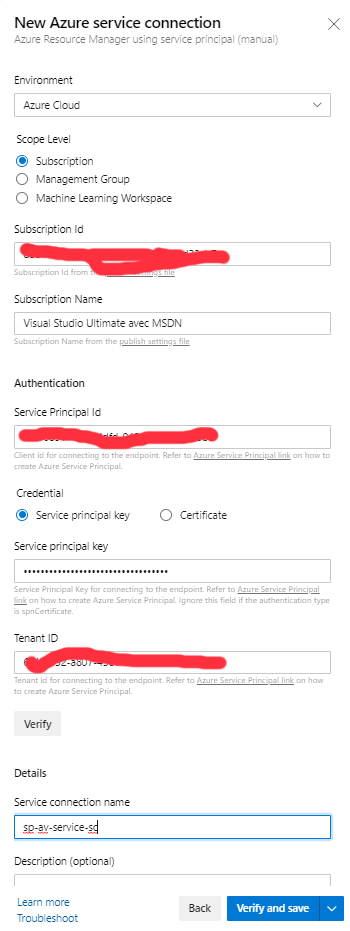 New Azure service connection
Azure Resource Manager using service principal (manual)
Environment
Azure Cloud
Scope Level
Subscription
Management Group
Machine Learning Workspace
Subscription Id
Subscription Id from the settings file
Subscription Name
Visual Studio Ultimate avec MSDN
Subscription Name from the publish settings file
Authentication
Service Principal Id
Client Id for connecting to the endpoint. Refer to Azure Service Principal link on how to
create Azure Service Principal.
Credential
Service principal key
Certificate
Service principal key
Service Principal Key for connecting to the endpoint. Refer to Azure Service Principal
link on how to create Azure Service Principal. Ignore this field if the authentication type
is spnCertificate.
Tenant ID
Tenant Id for connecting to the endpoint. Refer to Azure Service Principal link on how
to create Azure Service Principal.
Verify
Details
Service connection name
sp-av-service-sc
Description (optional)
Learn more
Troubleshoot
Back
Verify and save